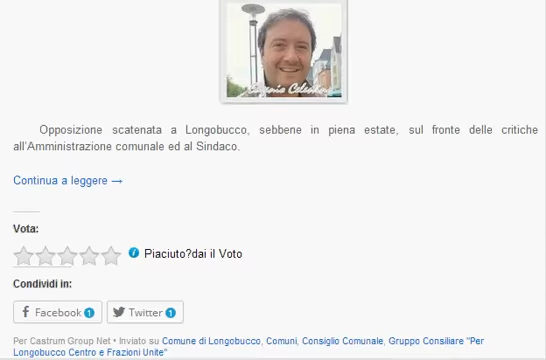 Opposizione scatenata a Longobucco, sebbene in piena estate, sul fronte delle critiche
all'Amministrazione comunale ed al Sindaco.
Continua a leggere →
Vota:
Piaciuto?dai il Voto
Condividi in:
Facebook 1 Twitter 1
Per Castrum Group Net • Inviato su Comune di Longobucco, Comuni, Consiglio Comunale, Gruppo Consiliare "Per
Longobucco Centro e Frazioni Unite"